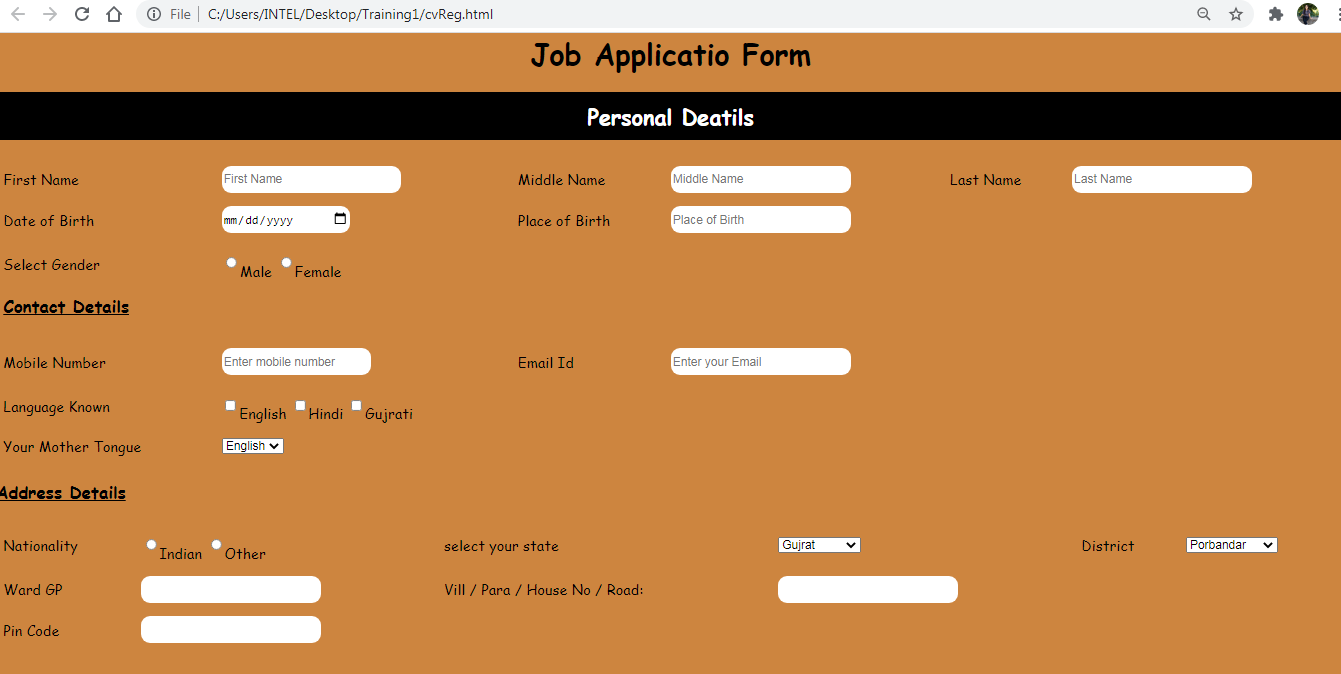 File C:/Users/INTEL/Desktop/Training1/cvReg.html
Job Applicatio Form
Personal Deatils
First Name First Name Middle Name Middle Name Last Name Last Name
Date of Birth mm/dd/yyyy Place of Birth Place of Birth
Select Gender Male Female
Contact Details
Mobile Number Enter mobile number Email Id Enter your Email
Language Known English Hindi Gujrati
Your Mother Tongue English
Address Details
Nationality Indian Other select your state Gujrat District Porbandar
Ward GP Vill / Para / House No / Road:
Pin Code